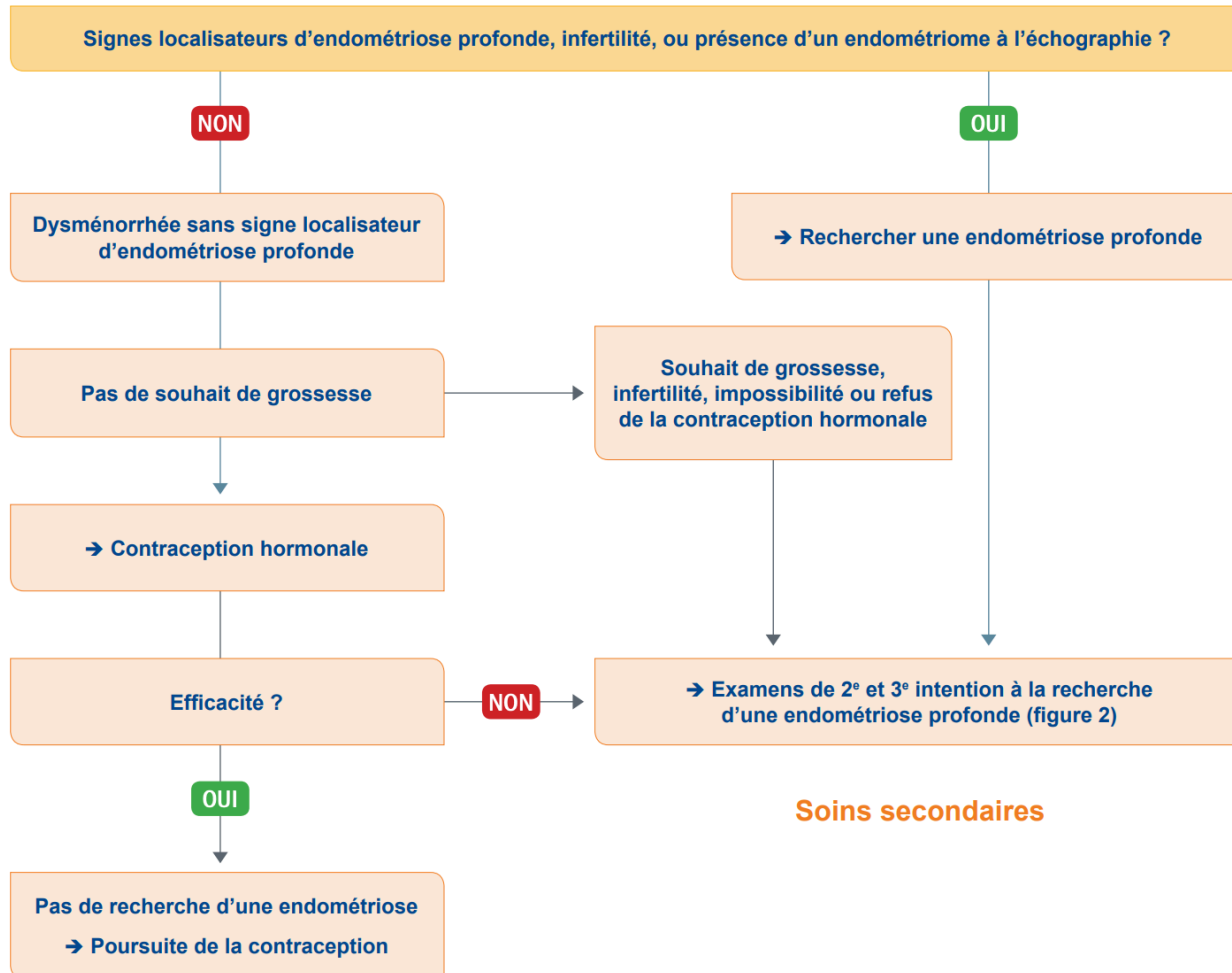 Signes localisateurs d’endométriose profonde, infertilité, ou présence d’un endométriome à l’échographie ?
NON
OUI
Dysménorrhée sans signe localisateur
d’endométriose profonde
➔ Rechercher une endométriose profonde
Pas de souhait de grossesse
Souhait de grossesse,
infertilité, impossibilité ou refus
de la contraception hormonale
➔ Contraception hormonale
Efficacité ?
NON
➔ Examens de 2e et 3e intention à la recherche
d’une endométriose profonde (figure 2)
OUI
Soins secondaires
Pas de recherche d’une endométriose
➔ Poursuite de la contraception